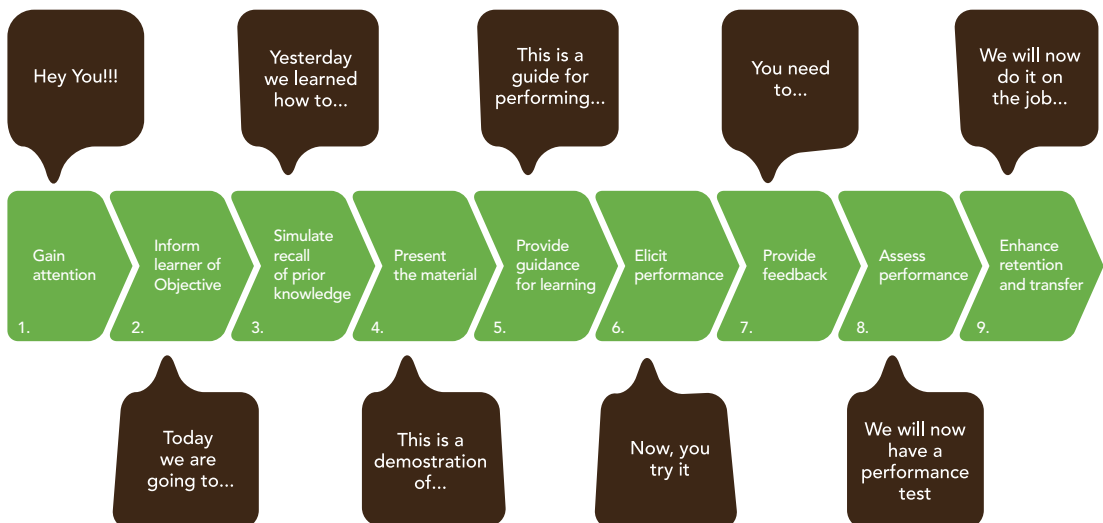 Hey You!!!
Yesterday
we learned
how to...
This is a
guide for
performing...
You need
to...
We will now
do it on
the job...
Gain
attention
1.
Inform
learner of
Objective
2.
Simulate
recall
of prior
knowledge
3.
Present
the material
4.
Provide
guidance
for learning
5.
Elicit
performance
6.
Provide
feedback
7.
Assess
performance
8.
Enhance
retention
and transfer
9.
Today
we are
going to...
This is a
demostration
of...
Now, you
try it
We will now
have a
performance
test